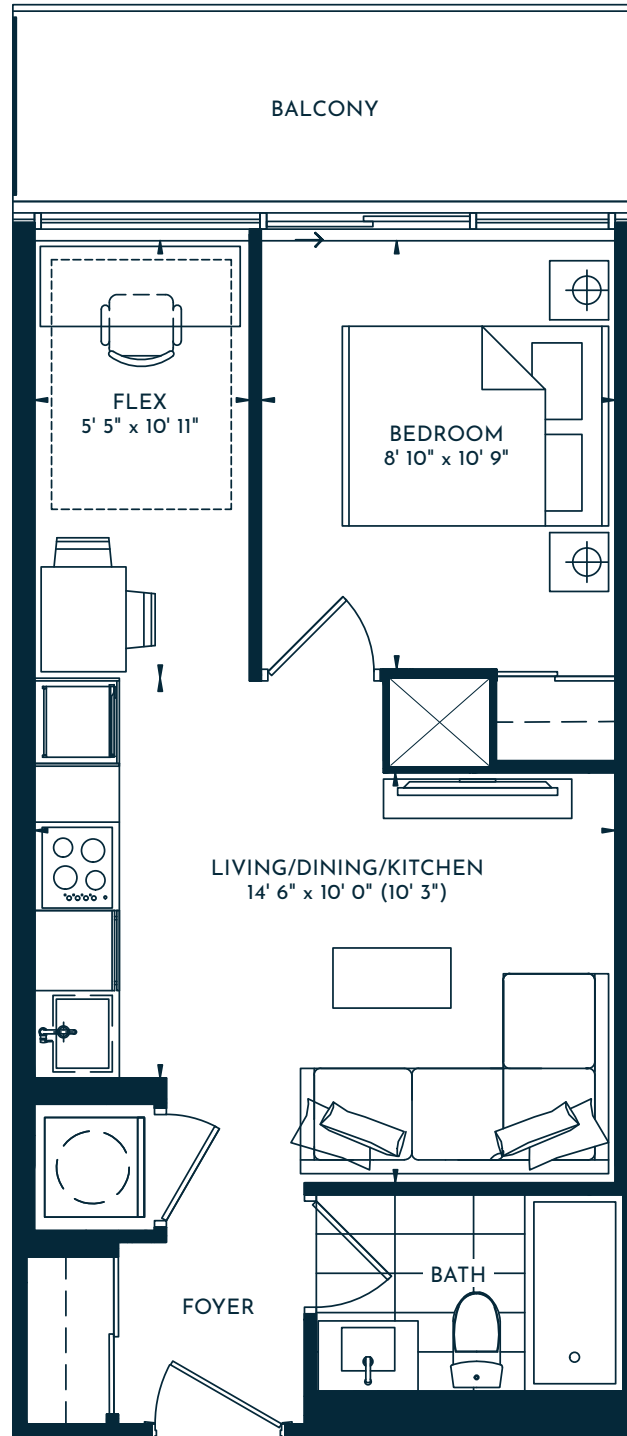 BALCONY
FLEX
5' 5" x 10' 11"
BEDROOM
8' 10" x 10' 9"
LIVING/DINING/KITCHEN
14' 6" x 10' 0" (10' 3")
BATH
FOYER